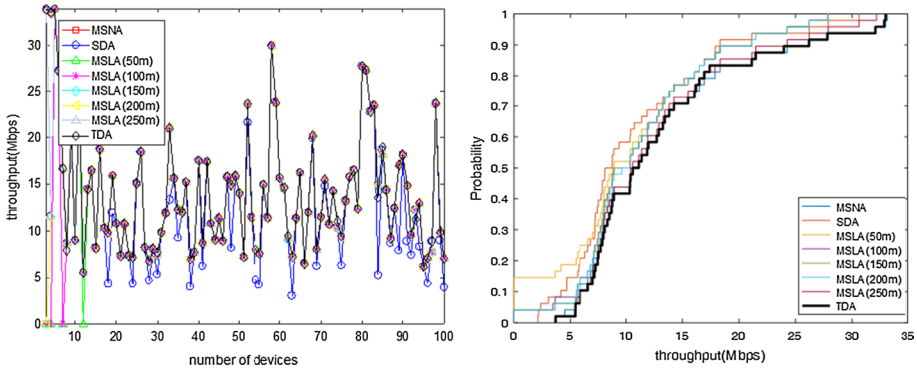 MSNA
SDA
MSLA (50m)
MSLA (100m)
MSLA (150m)
MSLA (200m)
MSLA (250m)
TDA
throughput(Mbps)
30
25
20
15
10
5
0
10 20 30 40 50 60 70 80 90 100
number of devices
Probability
1
0.9
0.8
0.7
0.6
0.5
0.4
0.3
0.2
0.1
0
MSNA
SDA
MSLA (50m)
MSLA (100m)
MSLA (150m)
MSLA (200m)
MSLA (250m)
TDA
0 5 10 15 20 25 30 35
throughput(Mbps)